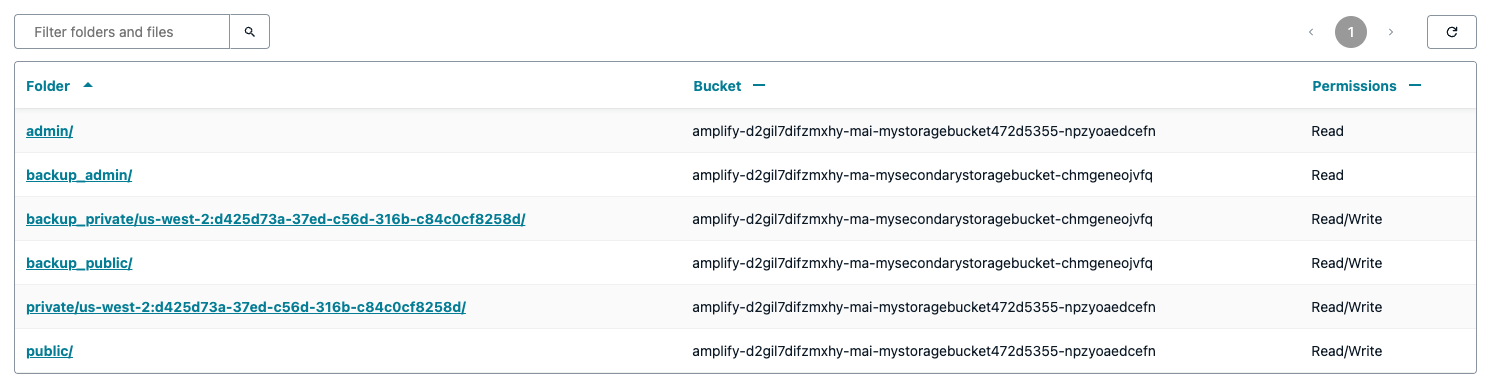 Filter folders and files
1
Folder Bucket Permissions
admin/ amplify-d2gil7difzmxhy-mai-mystoragebucket472d5355-npzyoaedcefn Read
backup_admin/ amplify-d2gil7difzmxhy-ma-mysecondarystoragebucket-chmgeneojvfq Read
backup_private/us-west-2:d425d73a-37ed-c56d-316b-c84c0cf8258d/ amplify-d2gil7difzmxhy-ma-mysecondarystoragebucket-chmgeneojvfq Read/Write
backup_public/ amplify-d2gil7difzmxhy-ma-mysecondarystoragebucket-chmgeneojvfq Read/Write
private/us-west-2:d425d73a-37ed-c56d-316b-c84c0cf8258d/ amplify-d2gil7difzmxhy-mai-mystoragebucket472d5355-npzyoaedcefn Read/Write
public/ amplify-d2gil7difzmxhy-mai-mystoragebucket472d5355-npzyoaedcefn Read/Write